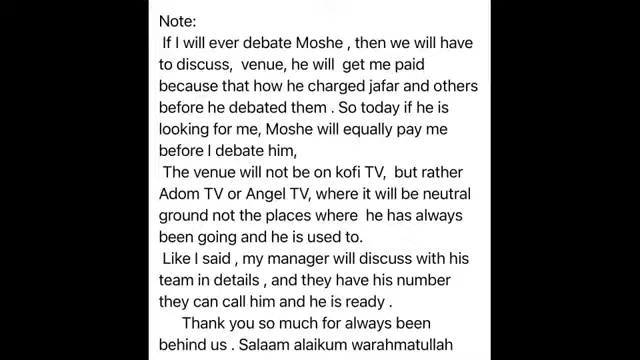 Note:
If I will ever debate Moshe , then we will have
to discuss, venue, he will get me paid
because that how he charged jafar and others
before he debated them . So today if he is
looking for me, Moshe will equally pay me
before I debate him,
The venue will not be on kofi TV, but rather
Adom TV or Angel TV, where it will be neutral
ground not the places where he has always
been going and he is used to.
Like I said , my manager will discuss with his
team in details , and they have his number
they can call him and he is ready .
Thank you so much for always been
behind us . Salaam alaikum warahmatullah